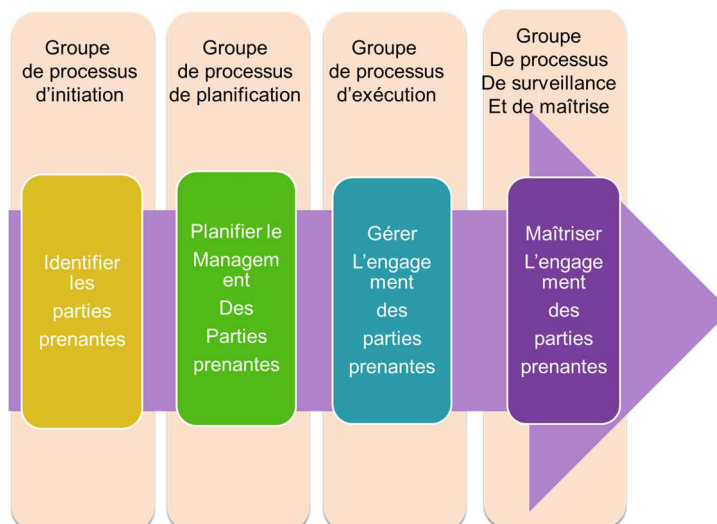 Groupe
de processus
d'initiation
Groupe
de processus
de planification
Groupe
de processus
d'exécution
Groupe
De processus
De surveillance
Et de maîtrise
Identifier
les
parties
prenantes
Planifier le
Managem
ent
Des
Parties
prenantes
Gérer
L'engage
ment
des
parties
prenantes
Maîtriser
L'engage
ment
des
parties
prenantes